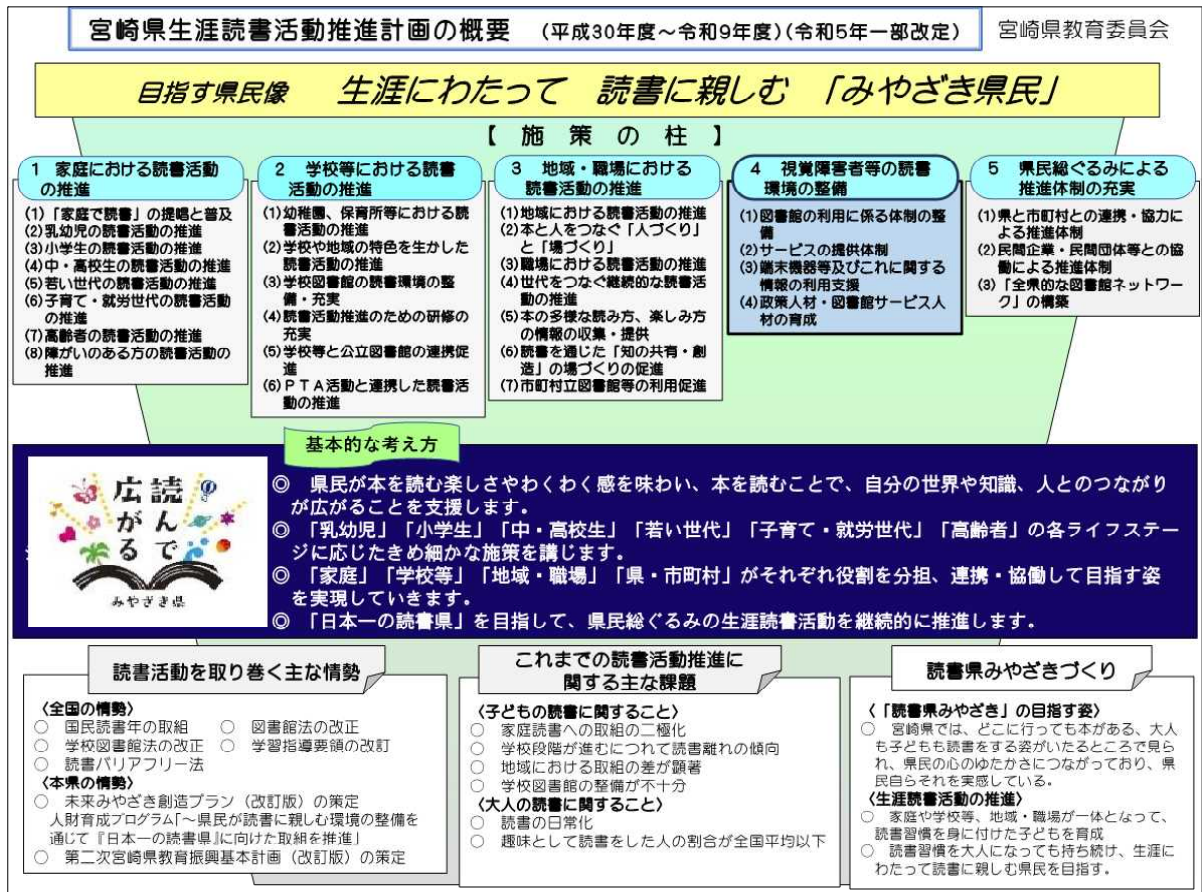 宮崎県生涯読書活動推進計画の概要 (平成30年度~令和9年度)(令和5年一部改定)
宮崎県教育委員会
目指す県民像 生涯にわたって 読書に親しむ 「みやざき県民」
【 施 策 の 柱 】
1 家庭における読書活動
の推進
(1)「家庭で読書」の提唱と普及
(2)乳幼児の読書活動の推進
(3)小学生の読書活動の推進
(4)中・高校生の読書活動の推進
(5)若い世代の読書活動の推進
(6)子育て・就労世代の読書活動
の推進
(7)高齢者の読書活動の推進
(8)障がいのある方の読書活動の
推進
2 学校等における読書
活動の推進
(1)幼稚園、保育所等における読
書活動の推進
(2)学校や地域の特色を生かした
読書活動の推進
(3)学校図書館の読書環境の整
備・充実
(4)読書活動推進のための研修の
充実
(5)学校等と公立図書館の連携促
進
(6)PTA活動と連携した読書活
動の推進
3 地域・職場における
読書活動の推進
(1)地域における読書活動の推進
(2)本と人をつなぐ「人づくり」
と「場づくり」
(3)職場における読書活動の推進
(4)世代をつなぐ継続的な読書活
動の推進
(5)本の多様な読み方、楽しみ方
の情報の収集・提供
(6)読書を通じた「知の共有・創
造」の場づくりの促進
(7)市町村立図書館等の利用促進
4 視覚障害者等の読書
環境の整備
(1)図書館の利用に係る体制の整
備
(2)サービスの提供体制
(3)端末機器等及びこれに関する
情報の利用支援
(4)政策人材・図書館サービス人
材の育成
5 県民総ぐるみによる
推進体制の充実
(1)県と市町村との連携・協力に
よる推進体制
(2)民間企業・民間団体等との協
働による推進体制
(3)「全県的な図書館ネットワー
ク」の構築
基本的な考え方
読んで
広がる
みやざき県
◎ 県民が本を読む楽しさやわくわく感を味わい、本を読むことで、自分の世界や知識、人とのつながり
が広がることを支援します。
◎ 「乳幼児」「小学生」「中・高校生」「若い世代」「子育て・就労世代」「高齢者」の各ライフステー
ジに応じたきめ細かな施策を講じます。
◎ 「家庭」「学校等」「地域・職場」「県・市町村」がそれぞれ役割を分担、連携・協働して目指す姿
を実現していきます。
◎ 「日本一の読書県」を目指して、県民総ぐるみの生涯読書活動を継続的に推進します。
読書活動を取り巻く主な情勢
〈全国の情勢〉
○ 国民読書年の取組 ○ 図書館法の改正
○ 学校図書館法の改正 ○ 学習指導要領の改訂
○ 読書バリアフリー法
〈本県の情勢〉
○ 未来みやざき創造プラン(改訂版)の策定
人財育成プログラム「~県民が読書に親しむ環境の整備を
通じて『日本一の読書県』に向けた取組を推進」
○ 第二次宮崎県教育振興基本計画(改訂版)の策定
これまでの読書活動推進に
関する主な課題
〈子どもの読書に関すること〉
○ 家庭読書への取組の二極化
○ 学校段階が進むにつれて読書離れの傾向
○ 地域における取組の差が顕著
○ 学校図書館の整備が不十分
〈大人の読書に関すること〉
○ 読書の日常化
○ 趣味として読書をした人の割合が全国平均以下
読書県みやざきづくり
〈「読書県みやざき」の目指す姿〉
○ 宮崎県では、どこに行っても本がある、大人
も子どもも読書をする姿がいたるところで見ら
れ、県民の心のゆたかさにつながっており、県
民自らそれを実感している。
〈生涯読書活動の推進〉
○ 家庭や学校等、地域・職場が一体となって、
読書習慣を身に付けた子どもを育成
○ 読書習慣を大人になっても持ち続け、生涯に
わたって読書に親しむ県民を目指す。